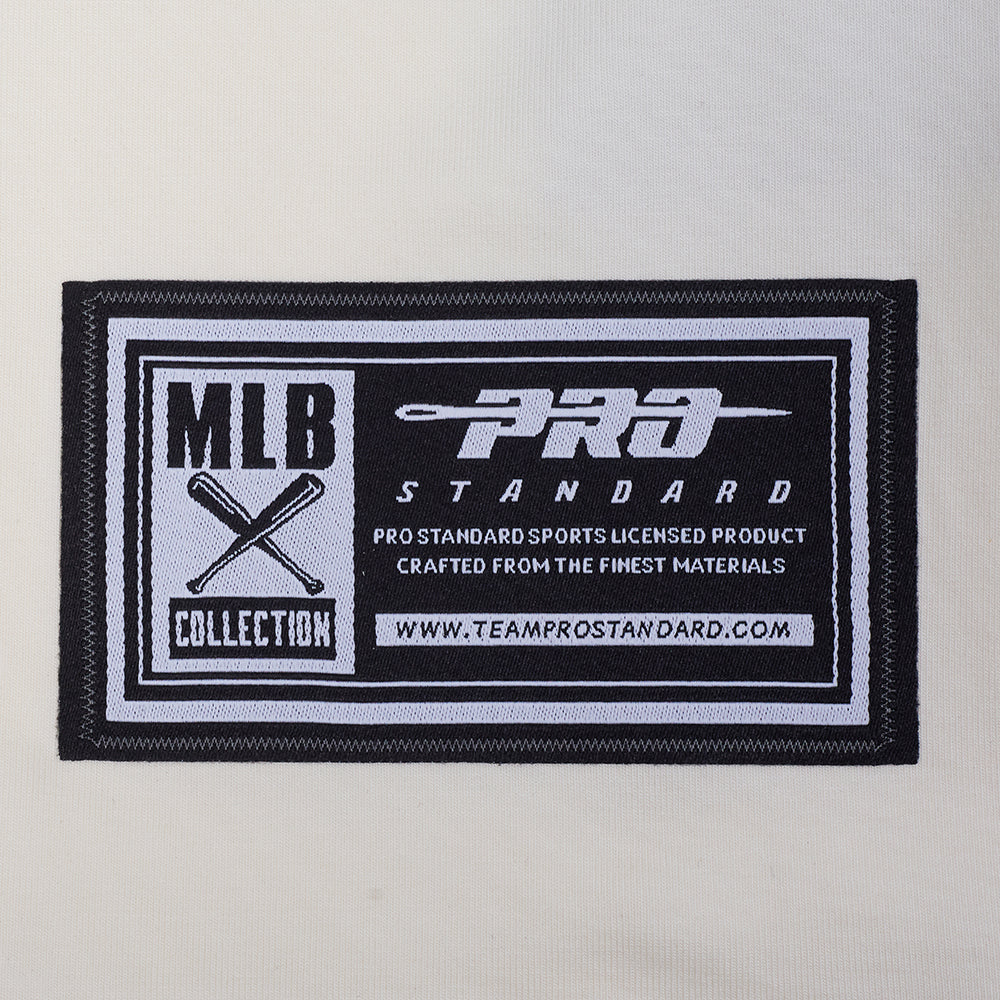 MLB
COLLECTION
PRO
STANDARD
PRO STANDARD SPORTS LICENSED PRODUCT
CRAFTED FROM THE FINEST MATERIALS
WWW.TEAMPROSTANDARD.COM